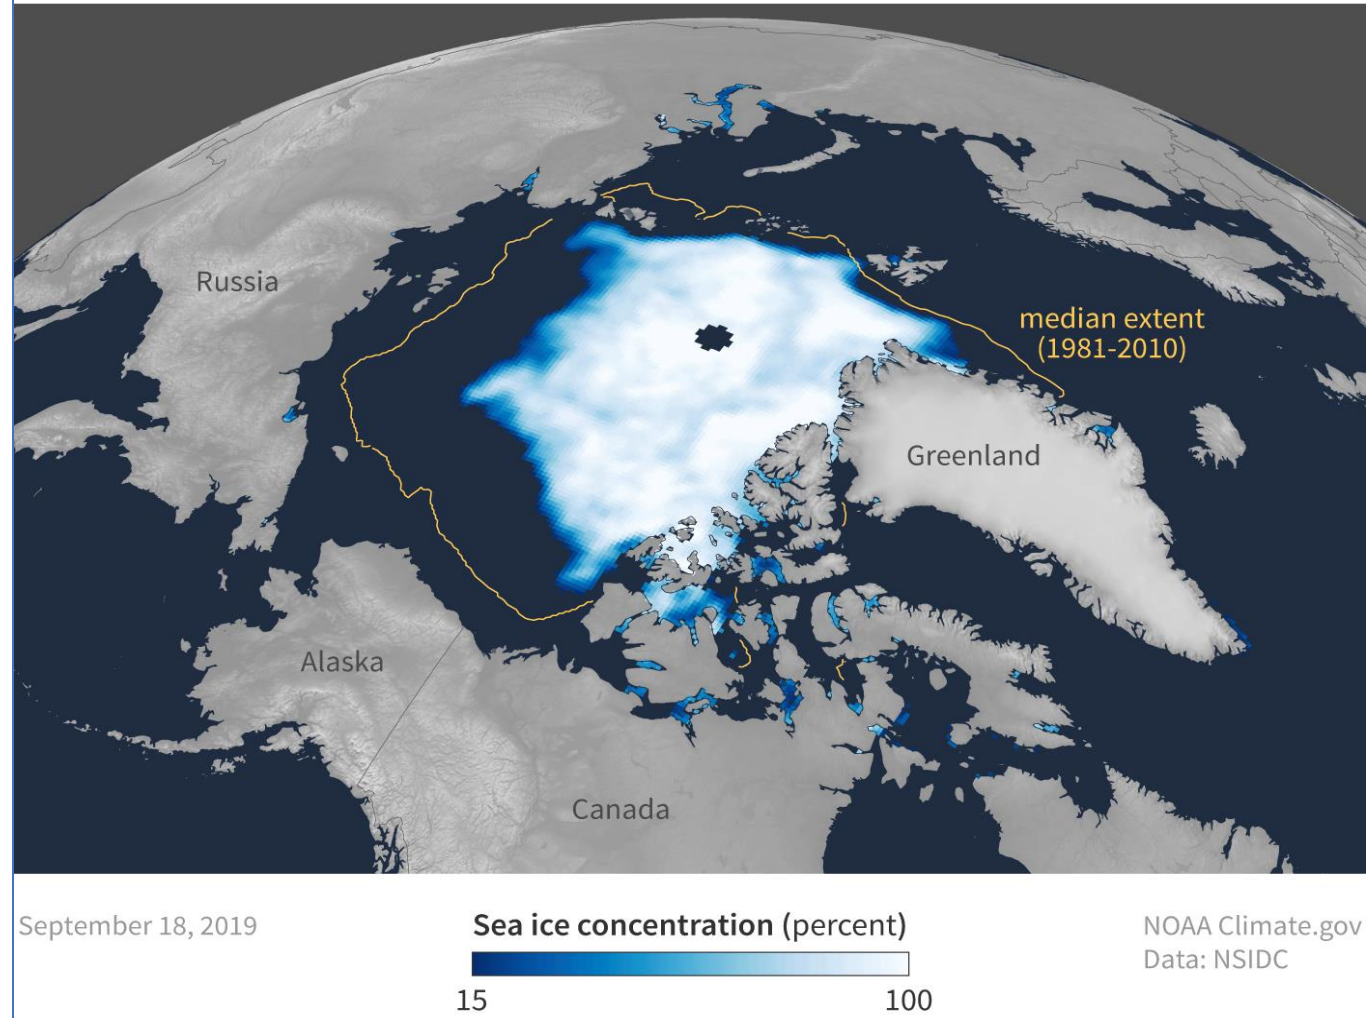 Russia
median extent
(1981-2010)
Greenland
Alaska
Canada
September 18, 2019
Sea ice concentration (percent)
NOAA Climate.gov
Data: NSIDC
15
100